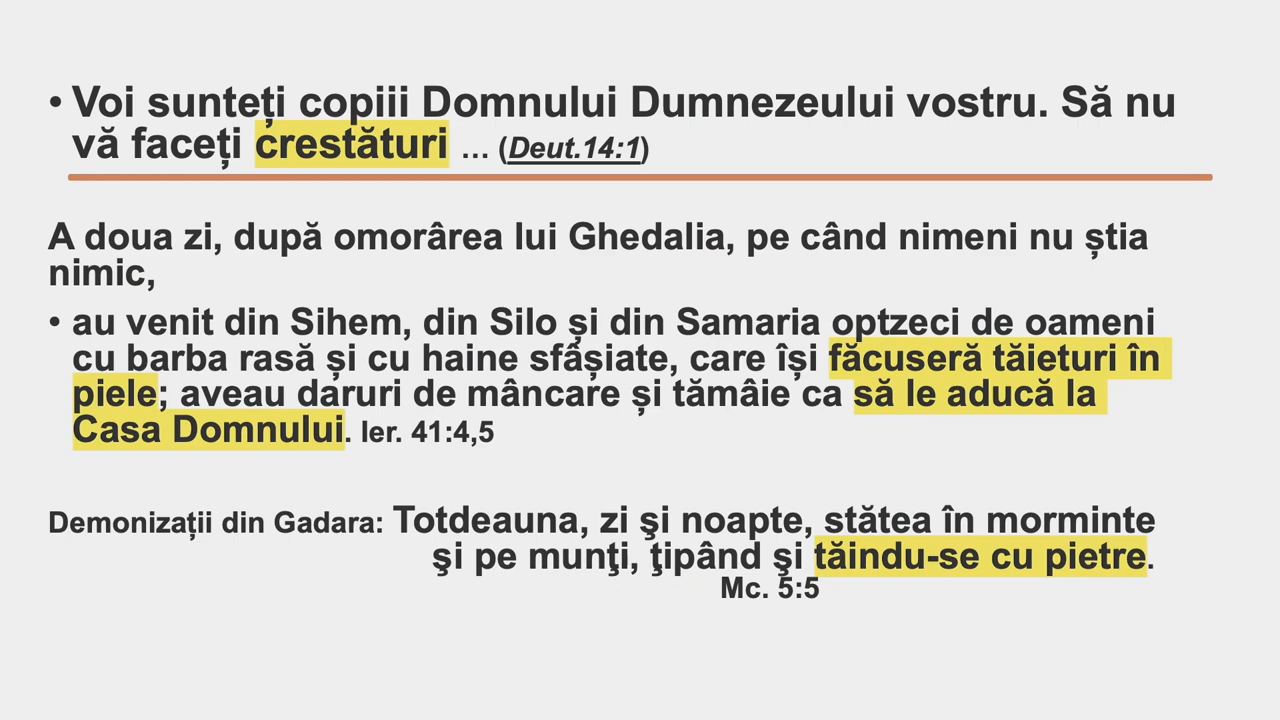 • Voi sunteți copiii Domnului Dumnezeului vostru. Să nu
vă faceți crestături ... (Deut.14:1)
A doua zi, după omorârea lui Ghedalia, pe când nimeni nu știa
nimic,
• au venit din Sihem, din Silo şi din Samaria optzeci de oameni
cu barba rasă și cu haine sfâșiate, care își făcuseră tăieturi în
piele; aveau daruri de mâncare și tămâie ca să le aducă la
Casa Domnului. Ier. 41:4,5
Demonizații din Gadara: Totdeauna, zi şi noapte, stătea în morminte
şi pe munţi, ţipând şi tăindu-se cu pietre.
Mc. 5:5